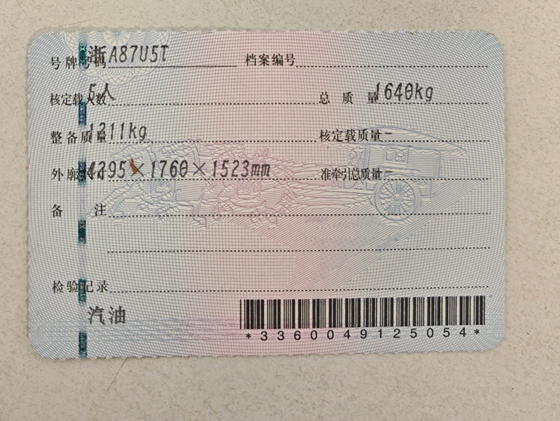 号牌号码 浙A87U5T 档案编号
核定载人数 5人 总质量 1640kg
整备质量 1211kg 核定载质量 --
外廓尺寸 4395×1760×1523mm 准牵引总质量 --
备注
检验记录
汽油
*3360049125054*